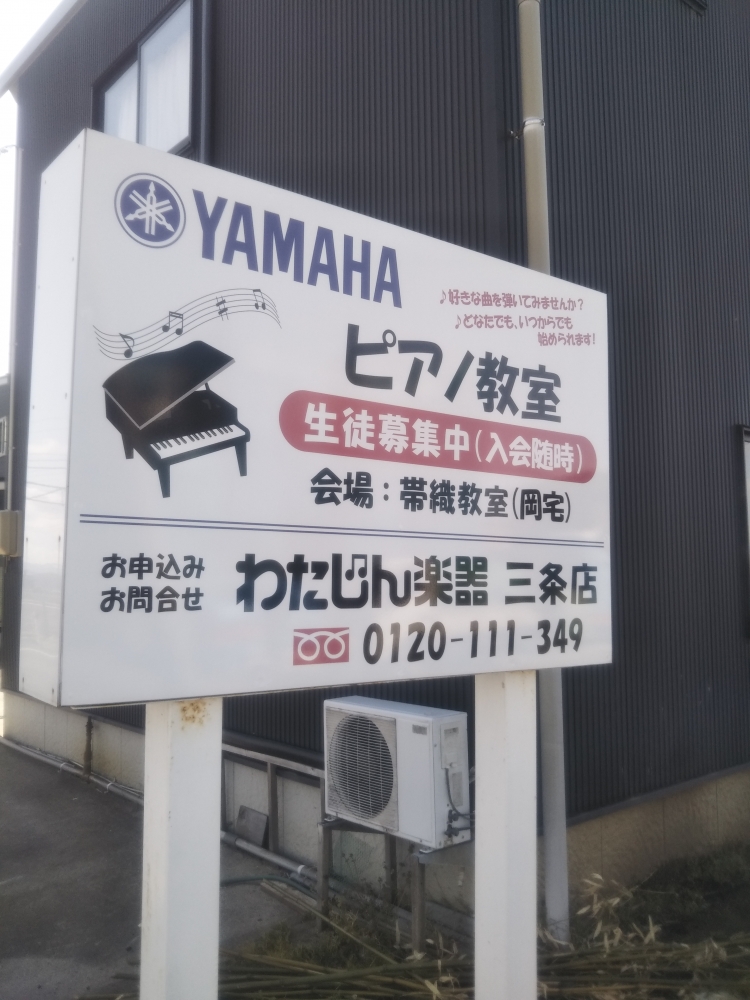 YAMAHA
♪好きな曲を弾いてみませんか?
♪どなたでも、いつからでも
始められます!
ピアノ教室
生徒募集中(入会随時)
会場:帯織教室(岡宅)
お申込み
お問合せ
わたじん楽器 三条店
0120-111-349